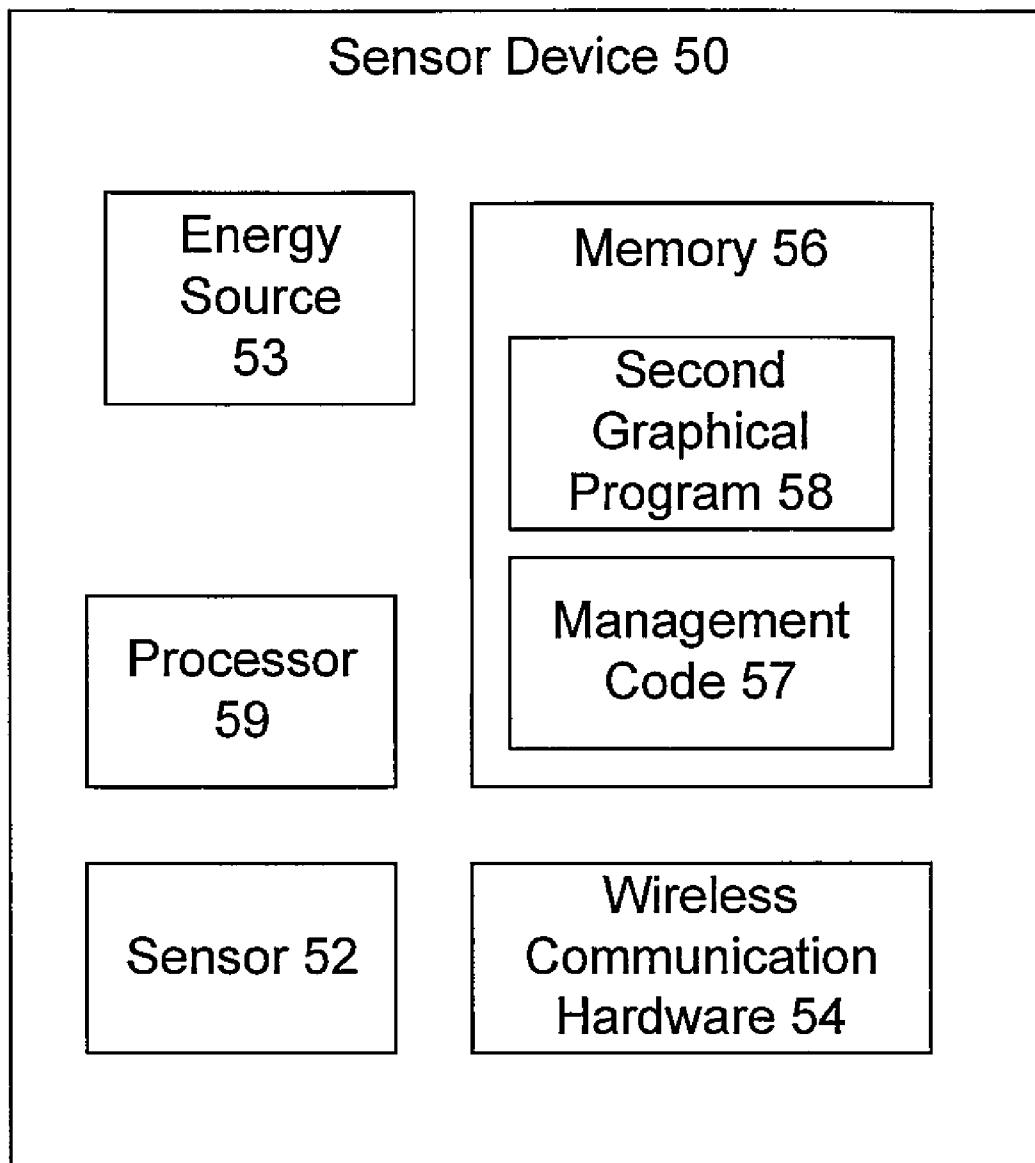 Sensor Device 50
Energy
Source
53
Memory 56
Second
Graphical
Program 58
Management
Code 57
Processor
59
Sensor 52
Wireless
Communication
Hardware 54